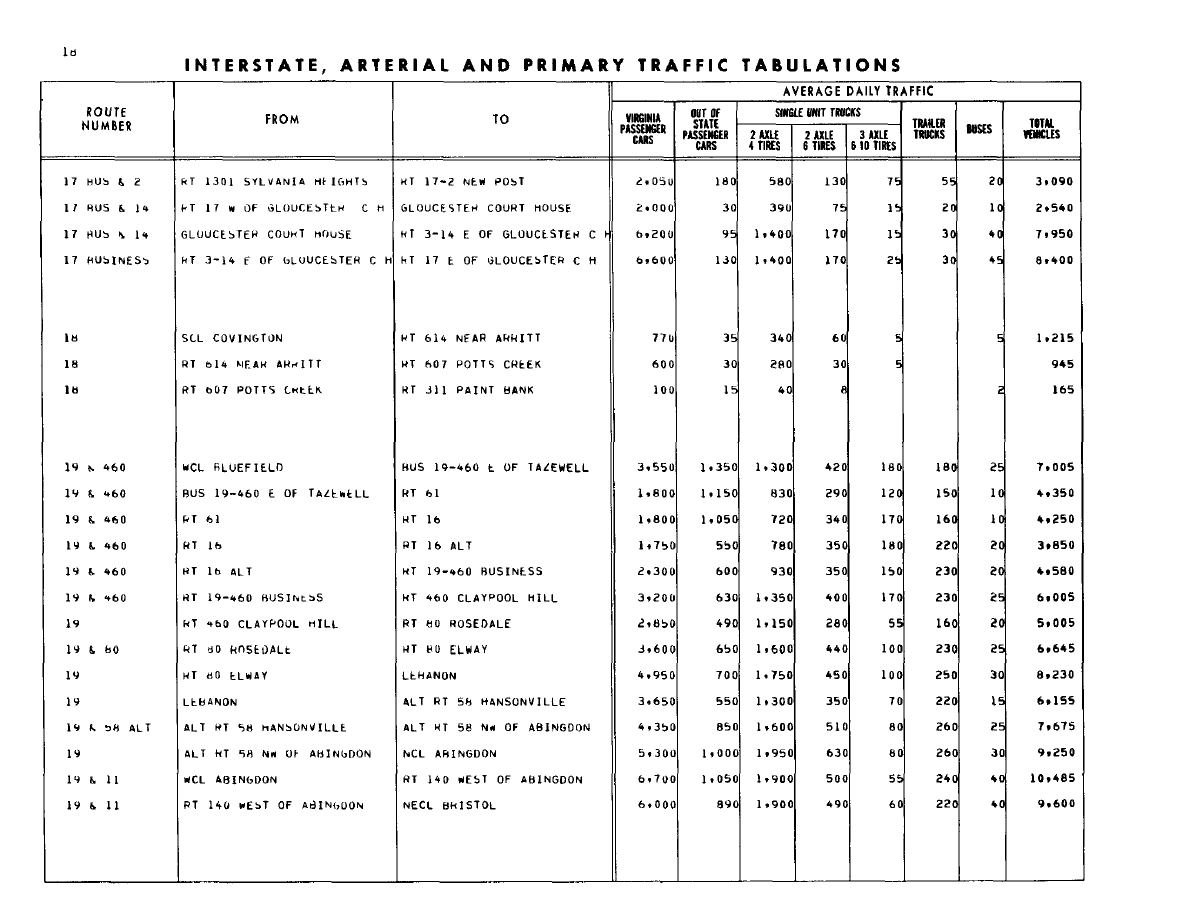 18
INTERSTATE, ARTERIAL AND PRIMARY TRAFFIC TABULATIONS
ROUTE NUMBER FROM TO AVERAGE DAILY TRAFFIC
VIRGINIA PASSENGER CARS OUT OF STATE PASSENGER CARS SINGLE UNIT TRUCKS TRAILER TRUCKS BUSES TOTAL VEHICLES
2 AXLE 4 TIRES 2 AXLE 6 TIRES 3 AXLE 6 10 TIRES
17 BUS & 2 RT 1301 SYLVANIA HEIGHTS RT 17-2 NEW POST 2,050 180 580 130 75 55 20 3,090
17 BUS & 14 RT 17 W OF GLOUCESTER C H GLOUCESTER COURT HOUSE 2,000 30 390 75 15 20 10 2,540
17 BUS & 14 GLOUCESTER COURT HOUSE RT 3-14 E OF GLOUCESTER C H 6,200 95 1,400 170 15 30 40 7,950
17 BUSINESS RT 3-14 E OF GLOUCESTER C H RT 17 E OF GLOUCESTER C H 6,600 130 1,400 170 25 30 45 8,400
18 SCL COVINGTON RT 614 NEAR ARRITT 770 35 340 60 5 5 1,215
18 RT 614 NEAR ARRITT RT 607 POTTS CREEK 600 30 280 30 5 945
18 RT 607 POTTS CREEK RT 311 PAINT BANK 100 15 40 8 2 165
19 & 460 WCL BLUEFIELD BUS 19-460 E OF TAZEWELL 3,550 1,350 1,300 420 180 180 25 7,005
19 & 460 BUS 19-460 E OF TAZEWELL RT 61 1,800 1,150 830 290 120 150 10 4,350
19 & 460 RT 61 RT 16 1,800 1,050 720 340 170 160 10 4,250
19 & 460 RT 16 RT 16 ALT 1,750 550 780 350 180 220 20 3,850
19 & 460 RT 16 ALT RT 19-460 BUSINESS 2,300 600 930 350 150 230 20 4,580
19 & 460 RT 19-460 BUSINESS RT 460 CLAYPOOL HILL 3,200 630 1,350 400 170 230 25 6,005
19 RT 460 CLAYPOOL HILL RT 80 ROSEDALE 2,850 490 1,150 280 55 160 20 5,005
19 & 80 RT 80 ROSEDALE RT 80 ELWAY 3,600 650 1,600 440 100 230 25 6,645
19 RT 80 ELWAY LEBANON 4,950 700 1,750 450 100 250 30 8,230
19 LEBANON ALT RT 58 HANSONVILLE 3,650 550 1,300 350 70 220 15 6,155
19 & 58 ALT ALT RT 58 HANSONVILLE ALT RT 58 NW OF ABINGDON 4,350 850 1,600 510 80 260 25 7,675
19 ALT RT 58 NW OF ABINGDON NCL ABINGDON 5,300 1,000 1,950 630 80 260 30 9,250
19 & 11 WCL ABINGDON RT 140 WEST OF ABINGDON 6,700 1,050 1,900 500 55 240 40 10,485
19 & 11 RT 140 WEST OF ABINGDON NECL BRISTOL 6,000 890 1,900 490 60 220 40 9,600